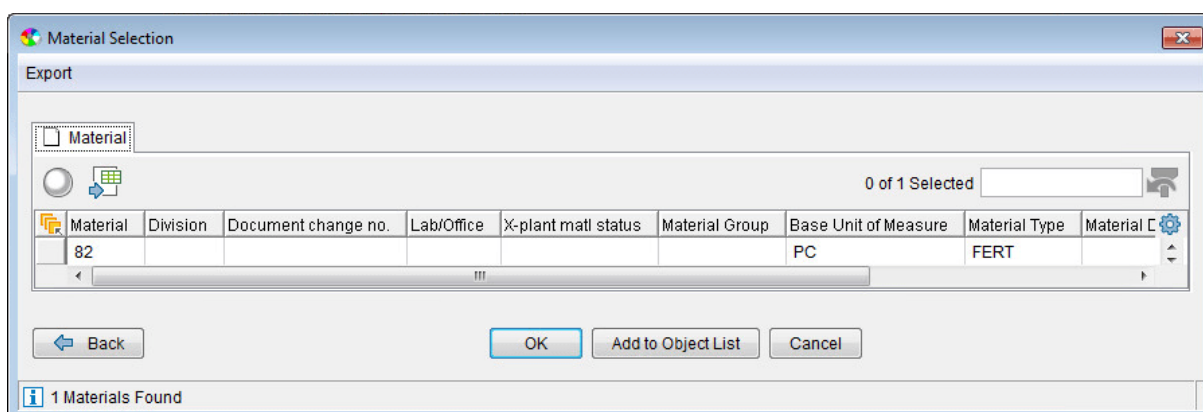 Material Selection
Export
Material
0 of 1 Selected
Material Division Document change no. Lab/Office X-plant matl status Material Group Base Unit of Measure Material Type Material D
82 PC FERT
Back OK Add to Object List Cancel
1 Materials Found